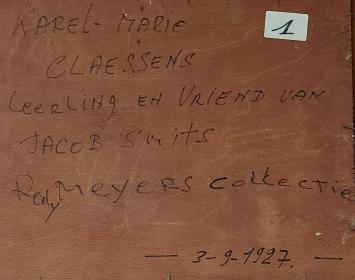 KAREL-MARIE
1
CLAESSENS
LEERLING EN VRIEND VAN
JACOB SMITS
Redy MEYERS COLLECTIE
— 3-9-1927. —